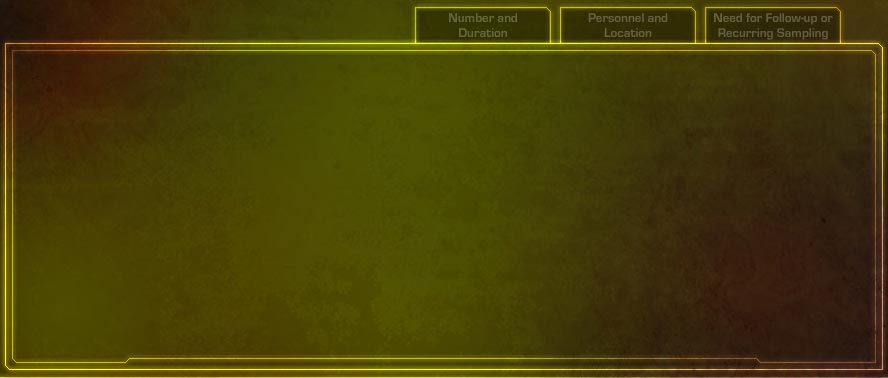 Number and
Duration
Personnel and
Location
Need for Follow-up or
Recurring Sampling